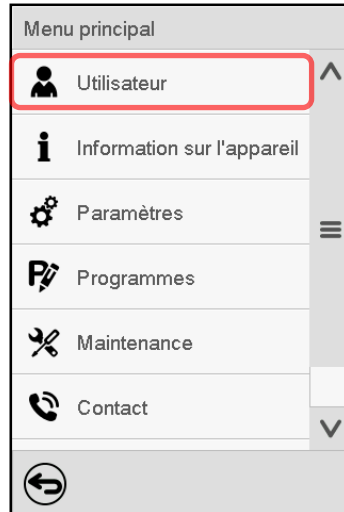 Menu principal
Utilisateur
Information sur l'appareil
Paramètres
Programmes
Maintenance
Contact